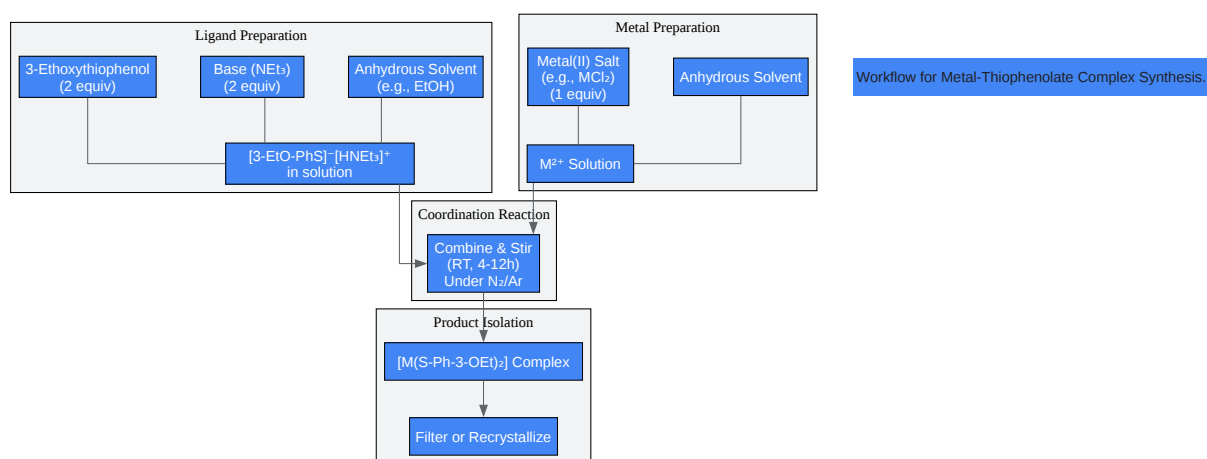 Ligand Preparation
3-Ethoxythiophenol
(2 equiv)
Base (NEt₃)
(2 equiv)
Anhydrous Solvent
(e.g., EtOH)
[3-EtO-PhS]⁻[HNEt₃]⁺
in solution
Metal Preparation
Metal(II) Salt
(e.g., MCl₂)
(1 equiv)
Anhydrous Solvent
M²⁺ Solution
Workflow for Metal-Thiophenolate Complex Synthesis.
Coordination Reaction
Combine & Stir
(RT, 4-12h)
Under N₂/Ar
Product Isolation
[M(S-Ph-3-OEt)₂] Complex
Filter or Recrystallize